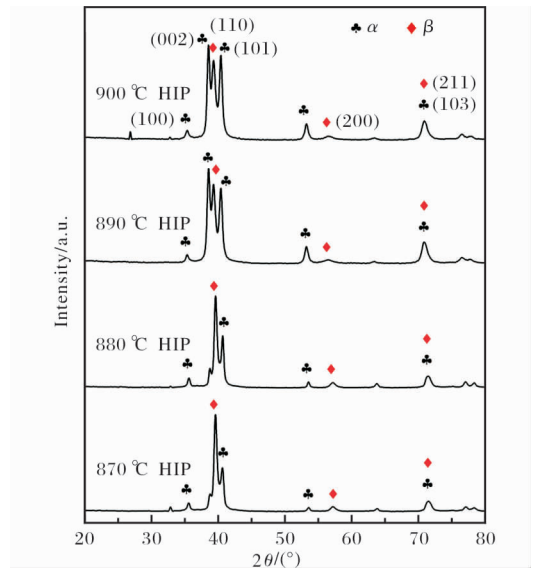 ♣ α ♦ β
(110)
(002)
(101)
(211)
(103)
900 ℃ HIP
(100)
(200)
890 ℃ HIP
880 ℃ HIP
870 ℃ HIP
Intensity/a.u.
20 30 40 50 60 70 80
2θ/(°)